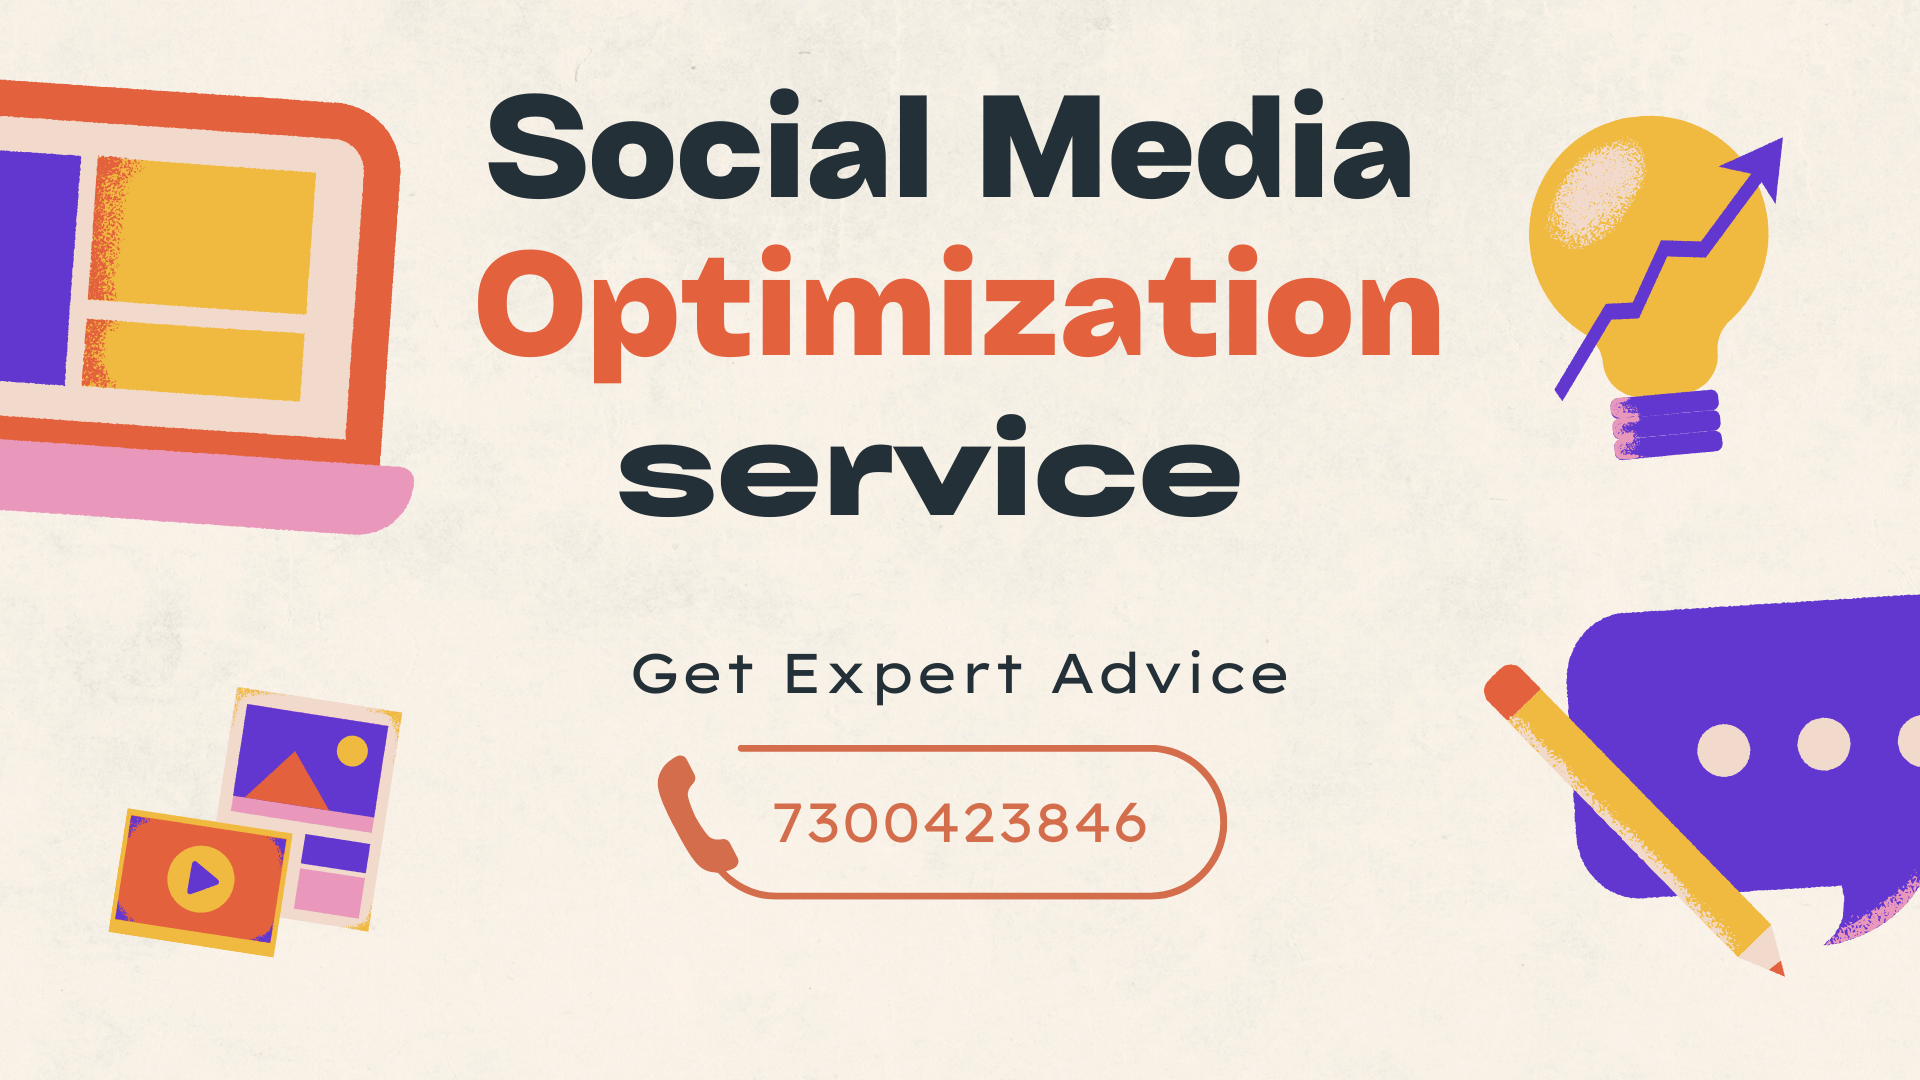 Social Media
Optimization
service
Get Expert Advice
7300423846